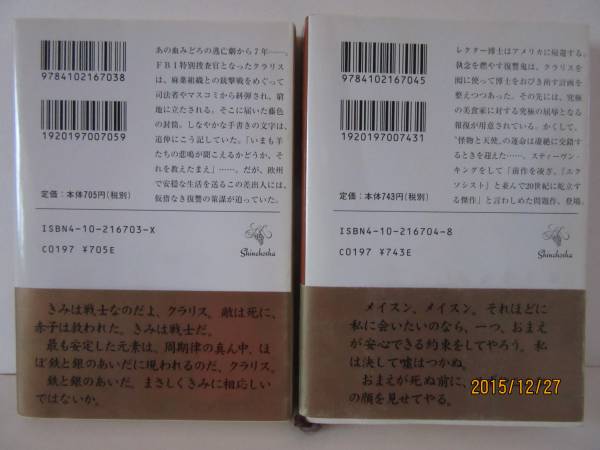 9784102167038
1920197007059
定価：本体705円(税別)
あの血みどろの逃亡劇から7年——。
FBI特別捜査官となったクラリス
は、麻薬組織との銃撃戦をめぐって
司法省やマスコミから糾弾され、窮
地に立たされる。そこに届いた藤色
の封筒。しなやかな手書きの文字は、
追伸にこう記していた。「いまも羊
たちの悲鳴が聞こえるかどうか、そ
れを教えたまえ」……。だが、欧州
で安穏な生活を送るこの差出人には、
仮借なき復讐の策謀が迫っていた。
ISBN4-10-216703-X
C0197 ¥705E
Shinchosha
きみは戦士なのだよ、クラリス。敵は死に、
赤子は救われた。きみは戦士だ。
最も安定した元素は、周期律の真ん中、ほ
ぼ鉄と銀のあいだに現われるのだ、クラリス。
鉄と銀のあいだ。まさしくきみに相応しい
ではないか。
9784102167045
1920197007431
定価：本体743円(税別)
レクター博士はアメリカに帰還する。
執念を燃やす復讐鬼は、クラリスを
囮に使って博士をおびき出す計画を
整えつつあった。その先には、究極
の美食家に対する究極の屈辱となる
報復が用意されている。かくして、
“怪物と天使”の運命は凄絶に交錯す
るときを迎えた……。スティーヴン・
キングをして「前作を凌ぎ、『エクソ
シスト』と並んで20世紀に屹立す
る傑作」と言わしめた問題作、登場。
ISBN4-10-216704-8
C0197 ¥743E
Shinchosha
メイスン、メイスン。それほどに
私に会いたいのなら、一つ、おまえ
が安心できる約束をしてやろう。私
は決して嘘はつかぬ。
おまえが死ぬ前に、
の顔を見せてやる。
2015/12/27